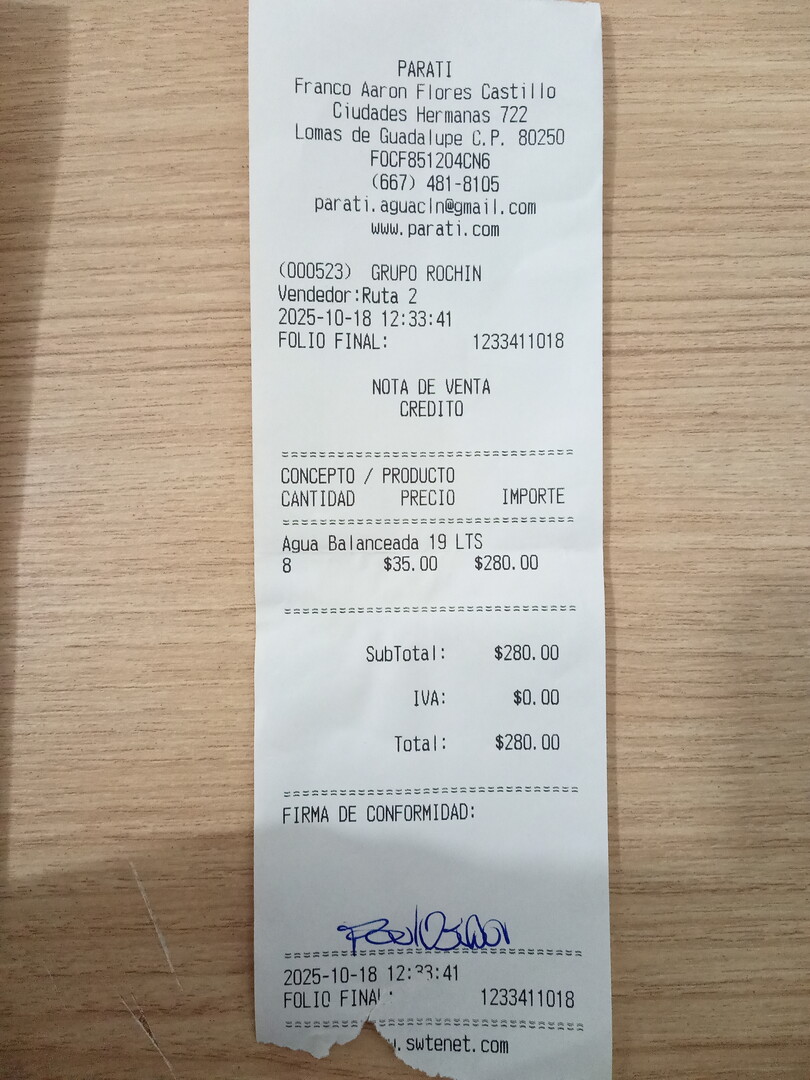 PARATI
Franco Aaron Flores Castillo
Ciudades Hermanas 722
Lomas de Guadalupe C.P. 80250
FOCF851204CN6
(667) 481-8105
parati.aguacln@gmail.com
www.parati.com
(000523) GRUPO ROCHIN
Vendedor:Ruta 2
2025-10-18 12:33:41
FOLIO FINAL: 1233411018
NOTA DE VENTA
CREDITO
===============================
CONCEPTO / PRODUCTO
CANTIDAD PRECIO IMPORTE
===============================
Agua Balanceada 19 LTS
8 $35.00 $280.00
===============================
SubTotal: $280.00
IVA: $0.00
Total: $280.00
===============================
FIRMA DE CONFORMIDAD:
===============================
2025-10-18 12:33:41
FOLIO FINAL: 1233411018
===============================
.swtenet.com